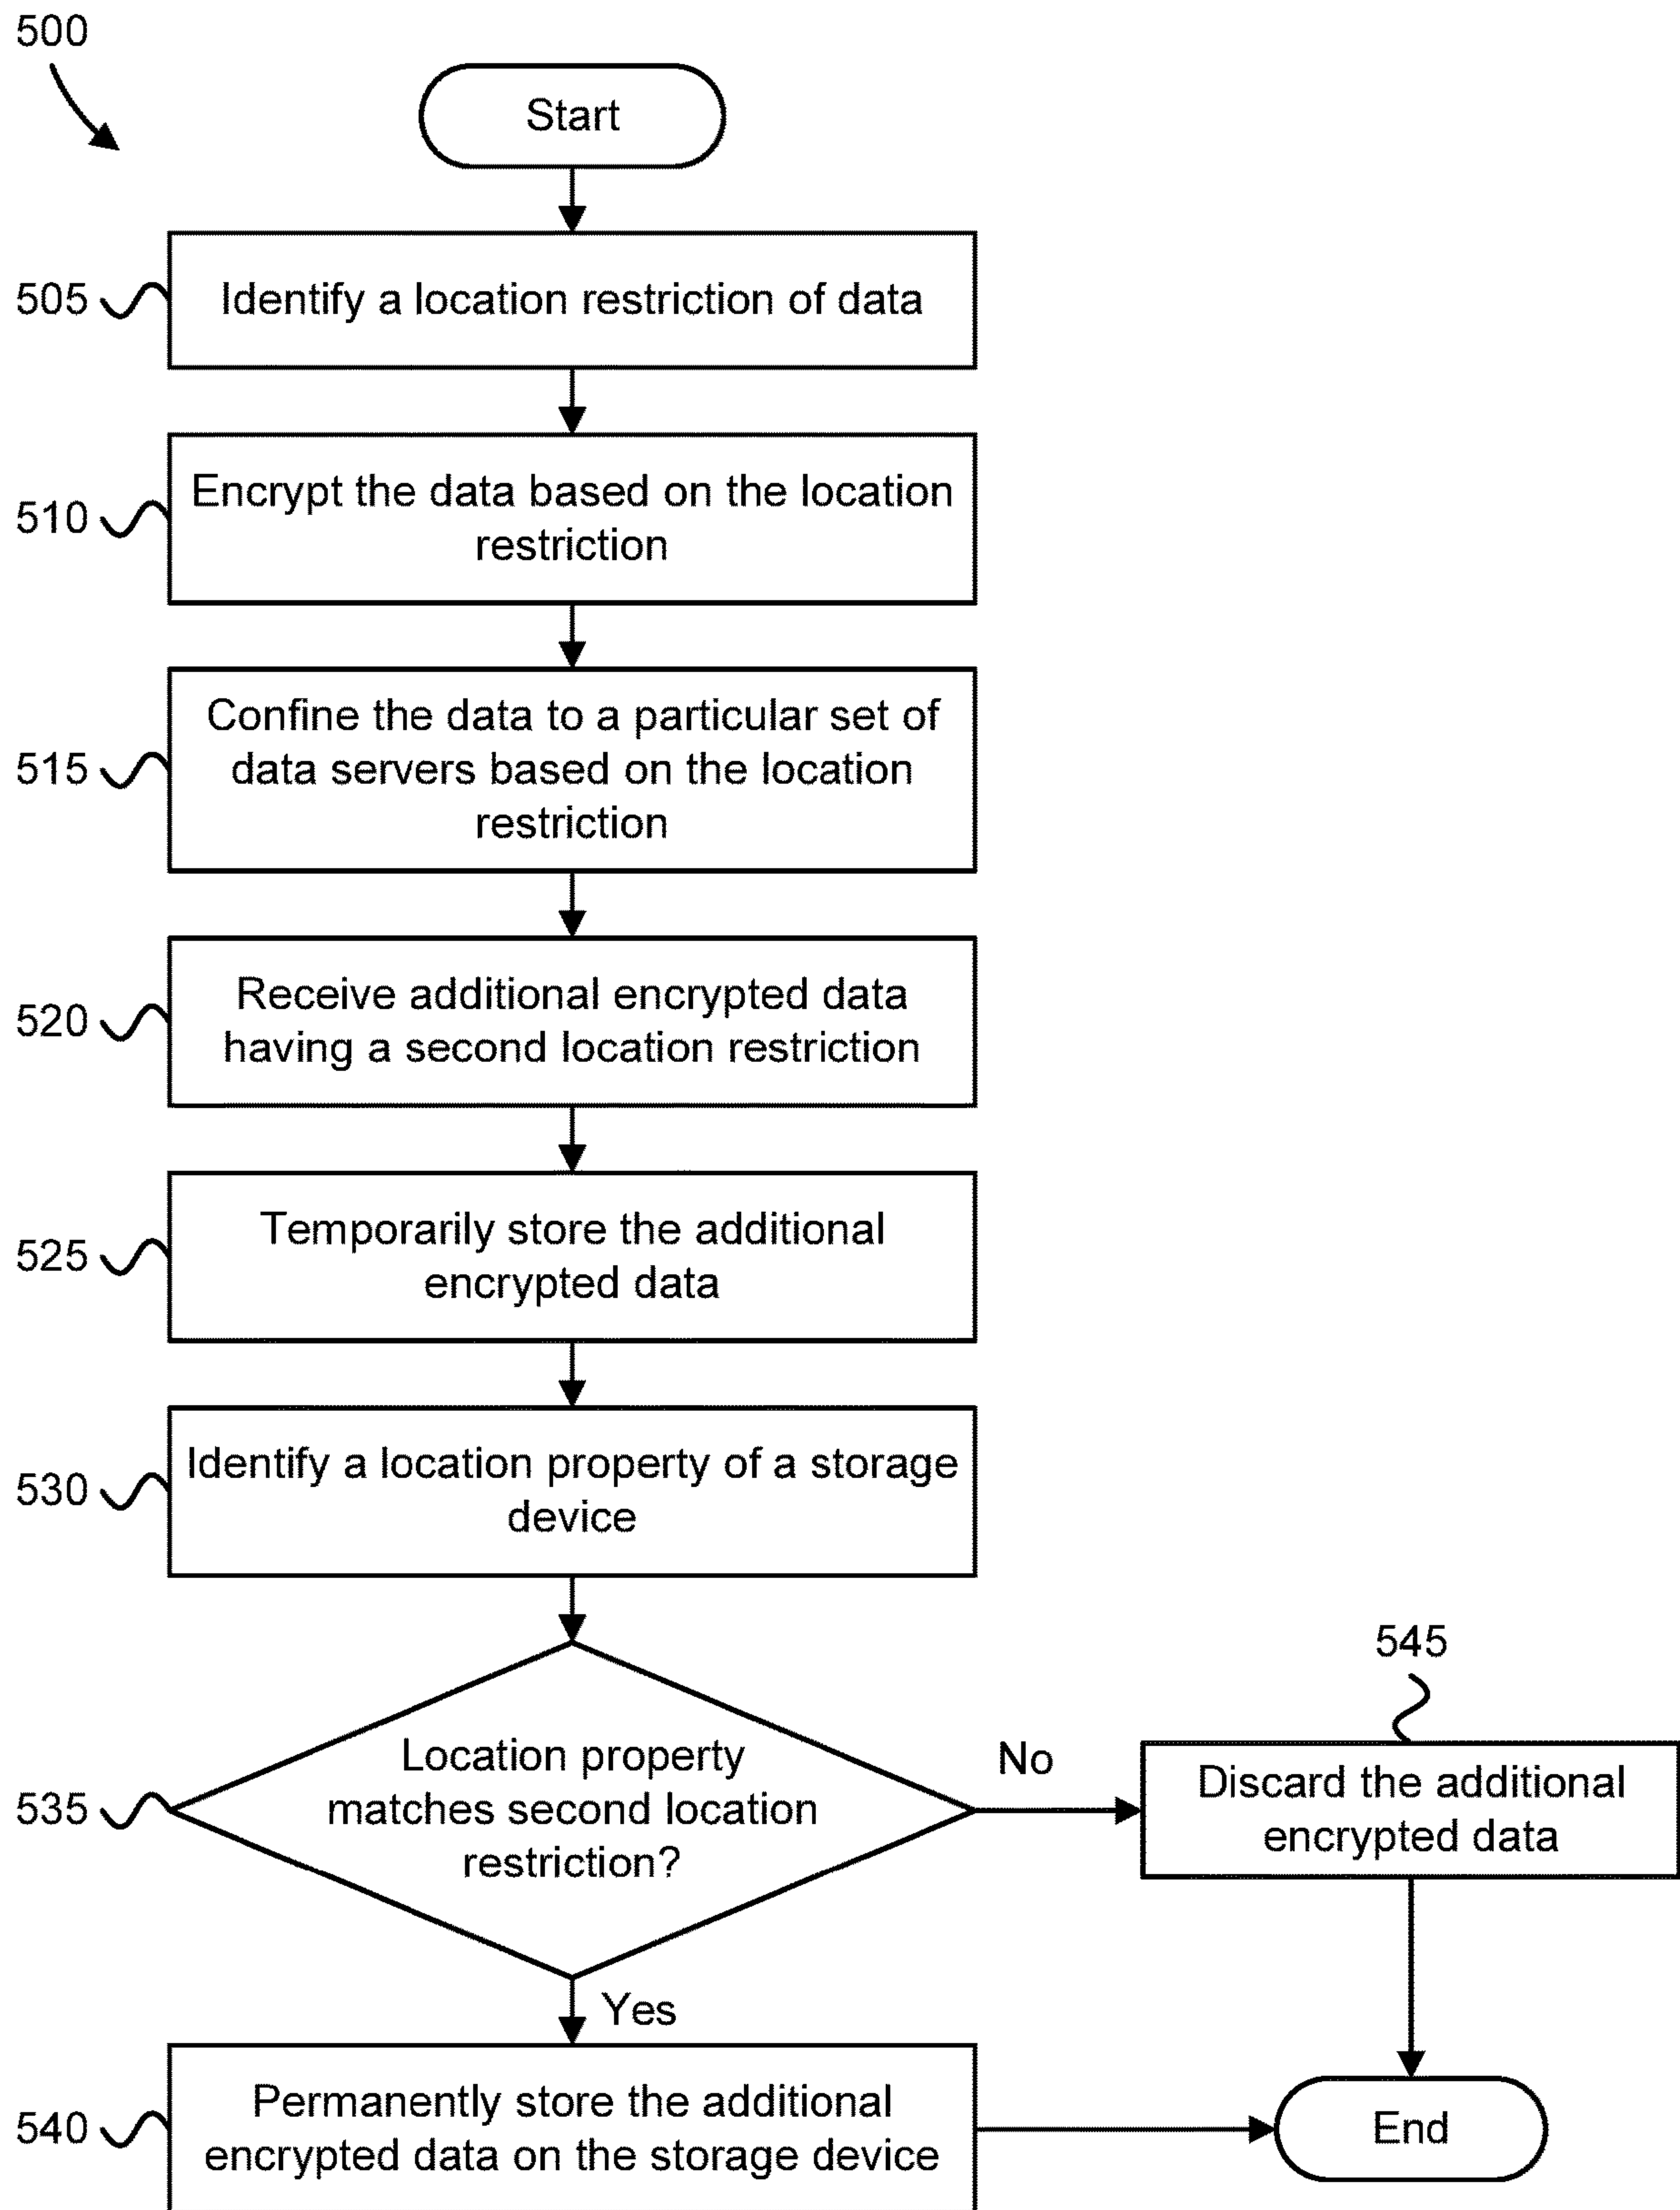 500
Start
505
Identify a location restriction of data
510
Encrypt the data based on the location
restriction
515
Confine the data to a particular set of
data servers based on the location
restriction
520
Receive additional encrypted data
having a second location restriction
525
Temporarily store the additional
encrypted data
530
Identify a location property of a storage
device
535
Location property
matches second location
restriction?
No
545
Discard the additional
encrypted data
Yes
540
Permanently store the additional
encrypted data on the storage device
End